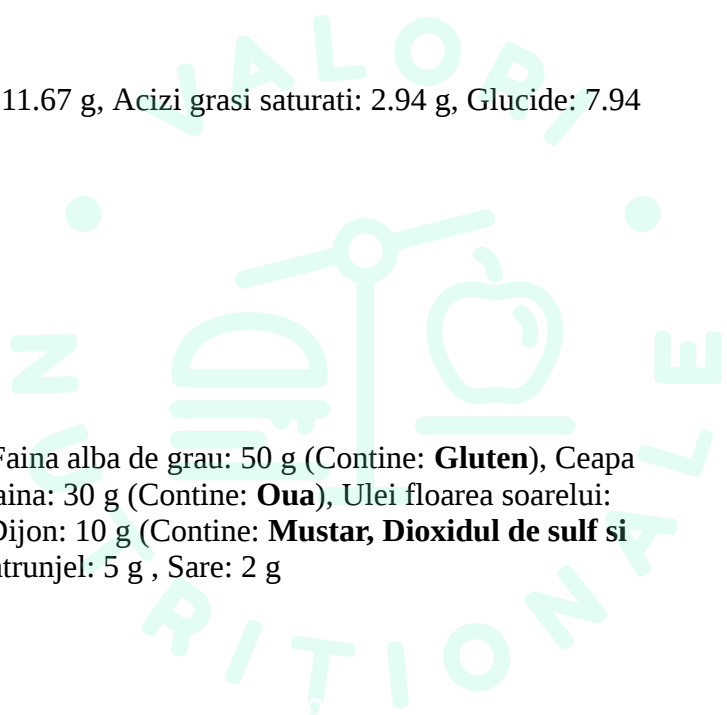 11.67 g, Acizi grasi saturati: 2.94 g, Glucide: 7.94
Faina alba de grau: 50 g (Contine: Gluten), Ceapa
aina: 30 g (Contine: Oua), Ulei floarea soarelui:
Dijon: 10 g (Contine: Mustar, Dioxidul de sulf si
atrunjel: 5 g , Sare: 2 g
VALORI NUTRITIONALE